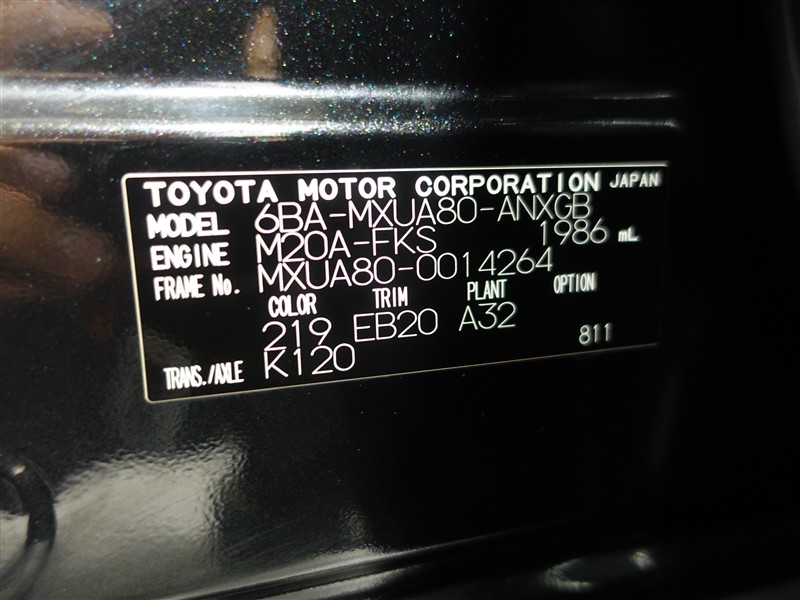 TOYOTA MOTOR CORPORATION JAPAN
MODEL 6BA-MXUA80-ANXGB
ENGINE M20A-FKS 1986 mL
FRAME No. MXUA80-0014264
COLOR TRIM PLANT OPTION
219 EB20 A32
TRANS./AXLE K120 811